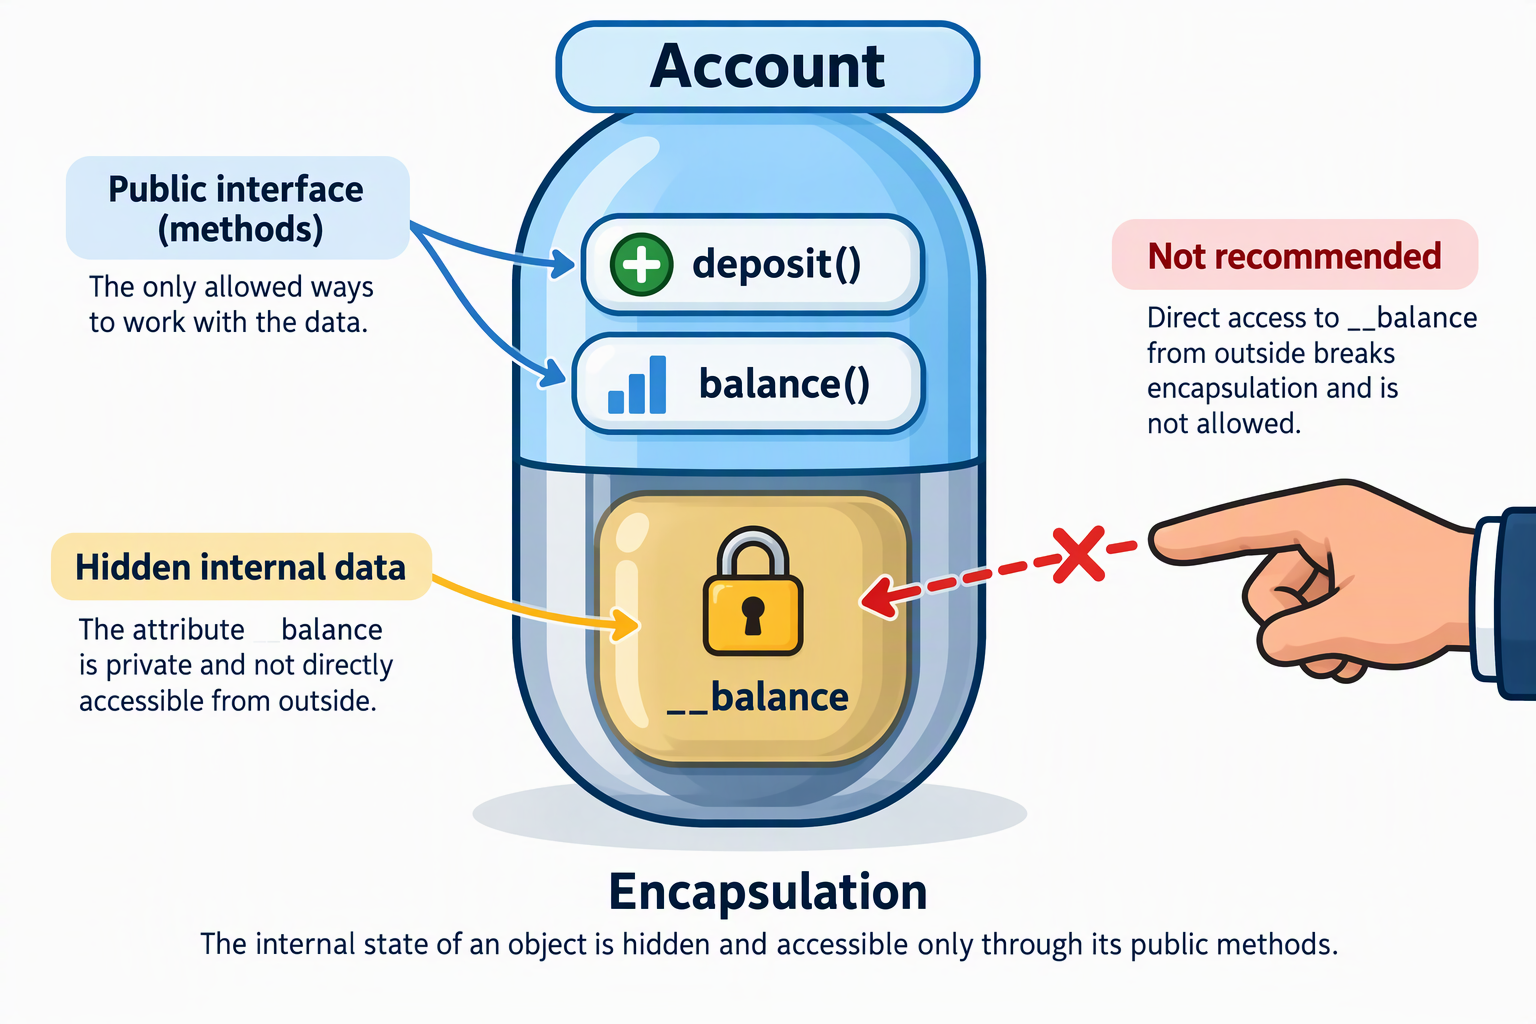 Account
Public interface
(methods)
The only allowed ways
to work with the data.
deposit()
balance()
Not recommended
Direct access to __balance
from outside breaks
encapsulation and is
not allowed.
Hidden internal data
The attribute __balance
is private and not directly
accessible from outside.
__balance
Encapsulation
The internal state of an object is hidden and accessible only through its public methods.